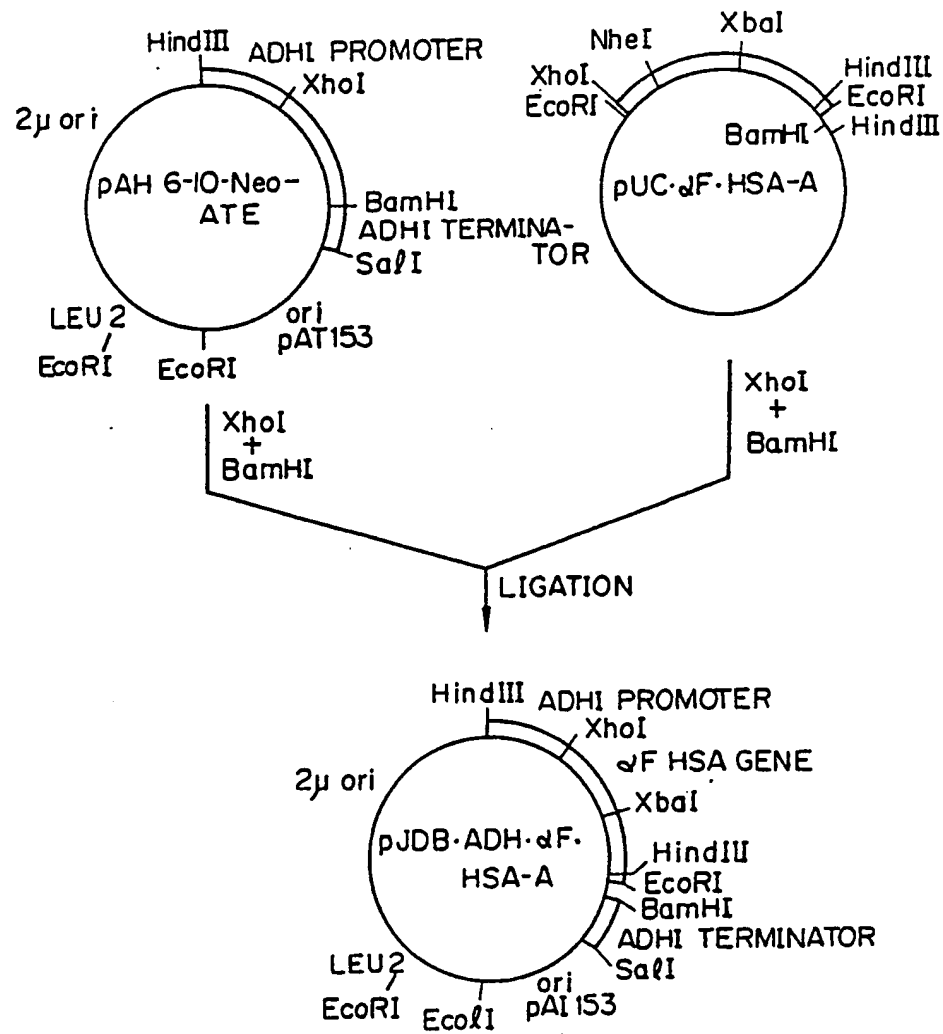 HindIII
ADHI PROMOTER
XhoI
2μ ori
pAH 6-10-Neo-
ATE
BamHI
ADHI TERMINA-
TOR
SalI
ori
pAT153
LEU2
EcoRI
EcoRI
XbaI
NheI
XhoI
EcoRI
HindIII
EcoRI
BamHI
HindIII
pUC·αF·HSA-A
XhoI
+
BamHI
XhoI
+
BamHI
LIGATION
HindIII
ADHI PROMOTER
XhoI
αF HSA GENE
2μ ori
XbaI
pJDB·ADH·αF·
HSA-A
HindIII
EcoRI
BamHI
ADHI TERMINATOR
SalI
LEU2
EcoRI
EcolI
ori
pAI153